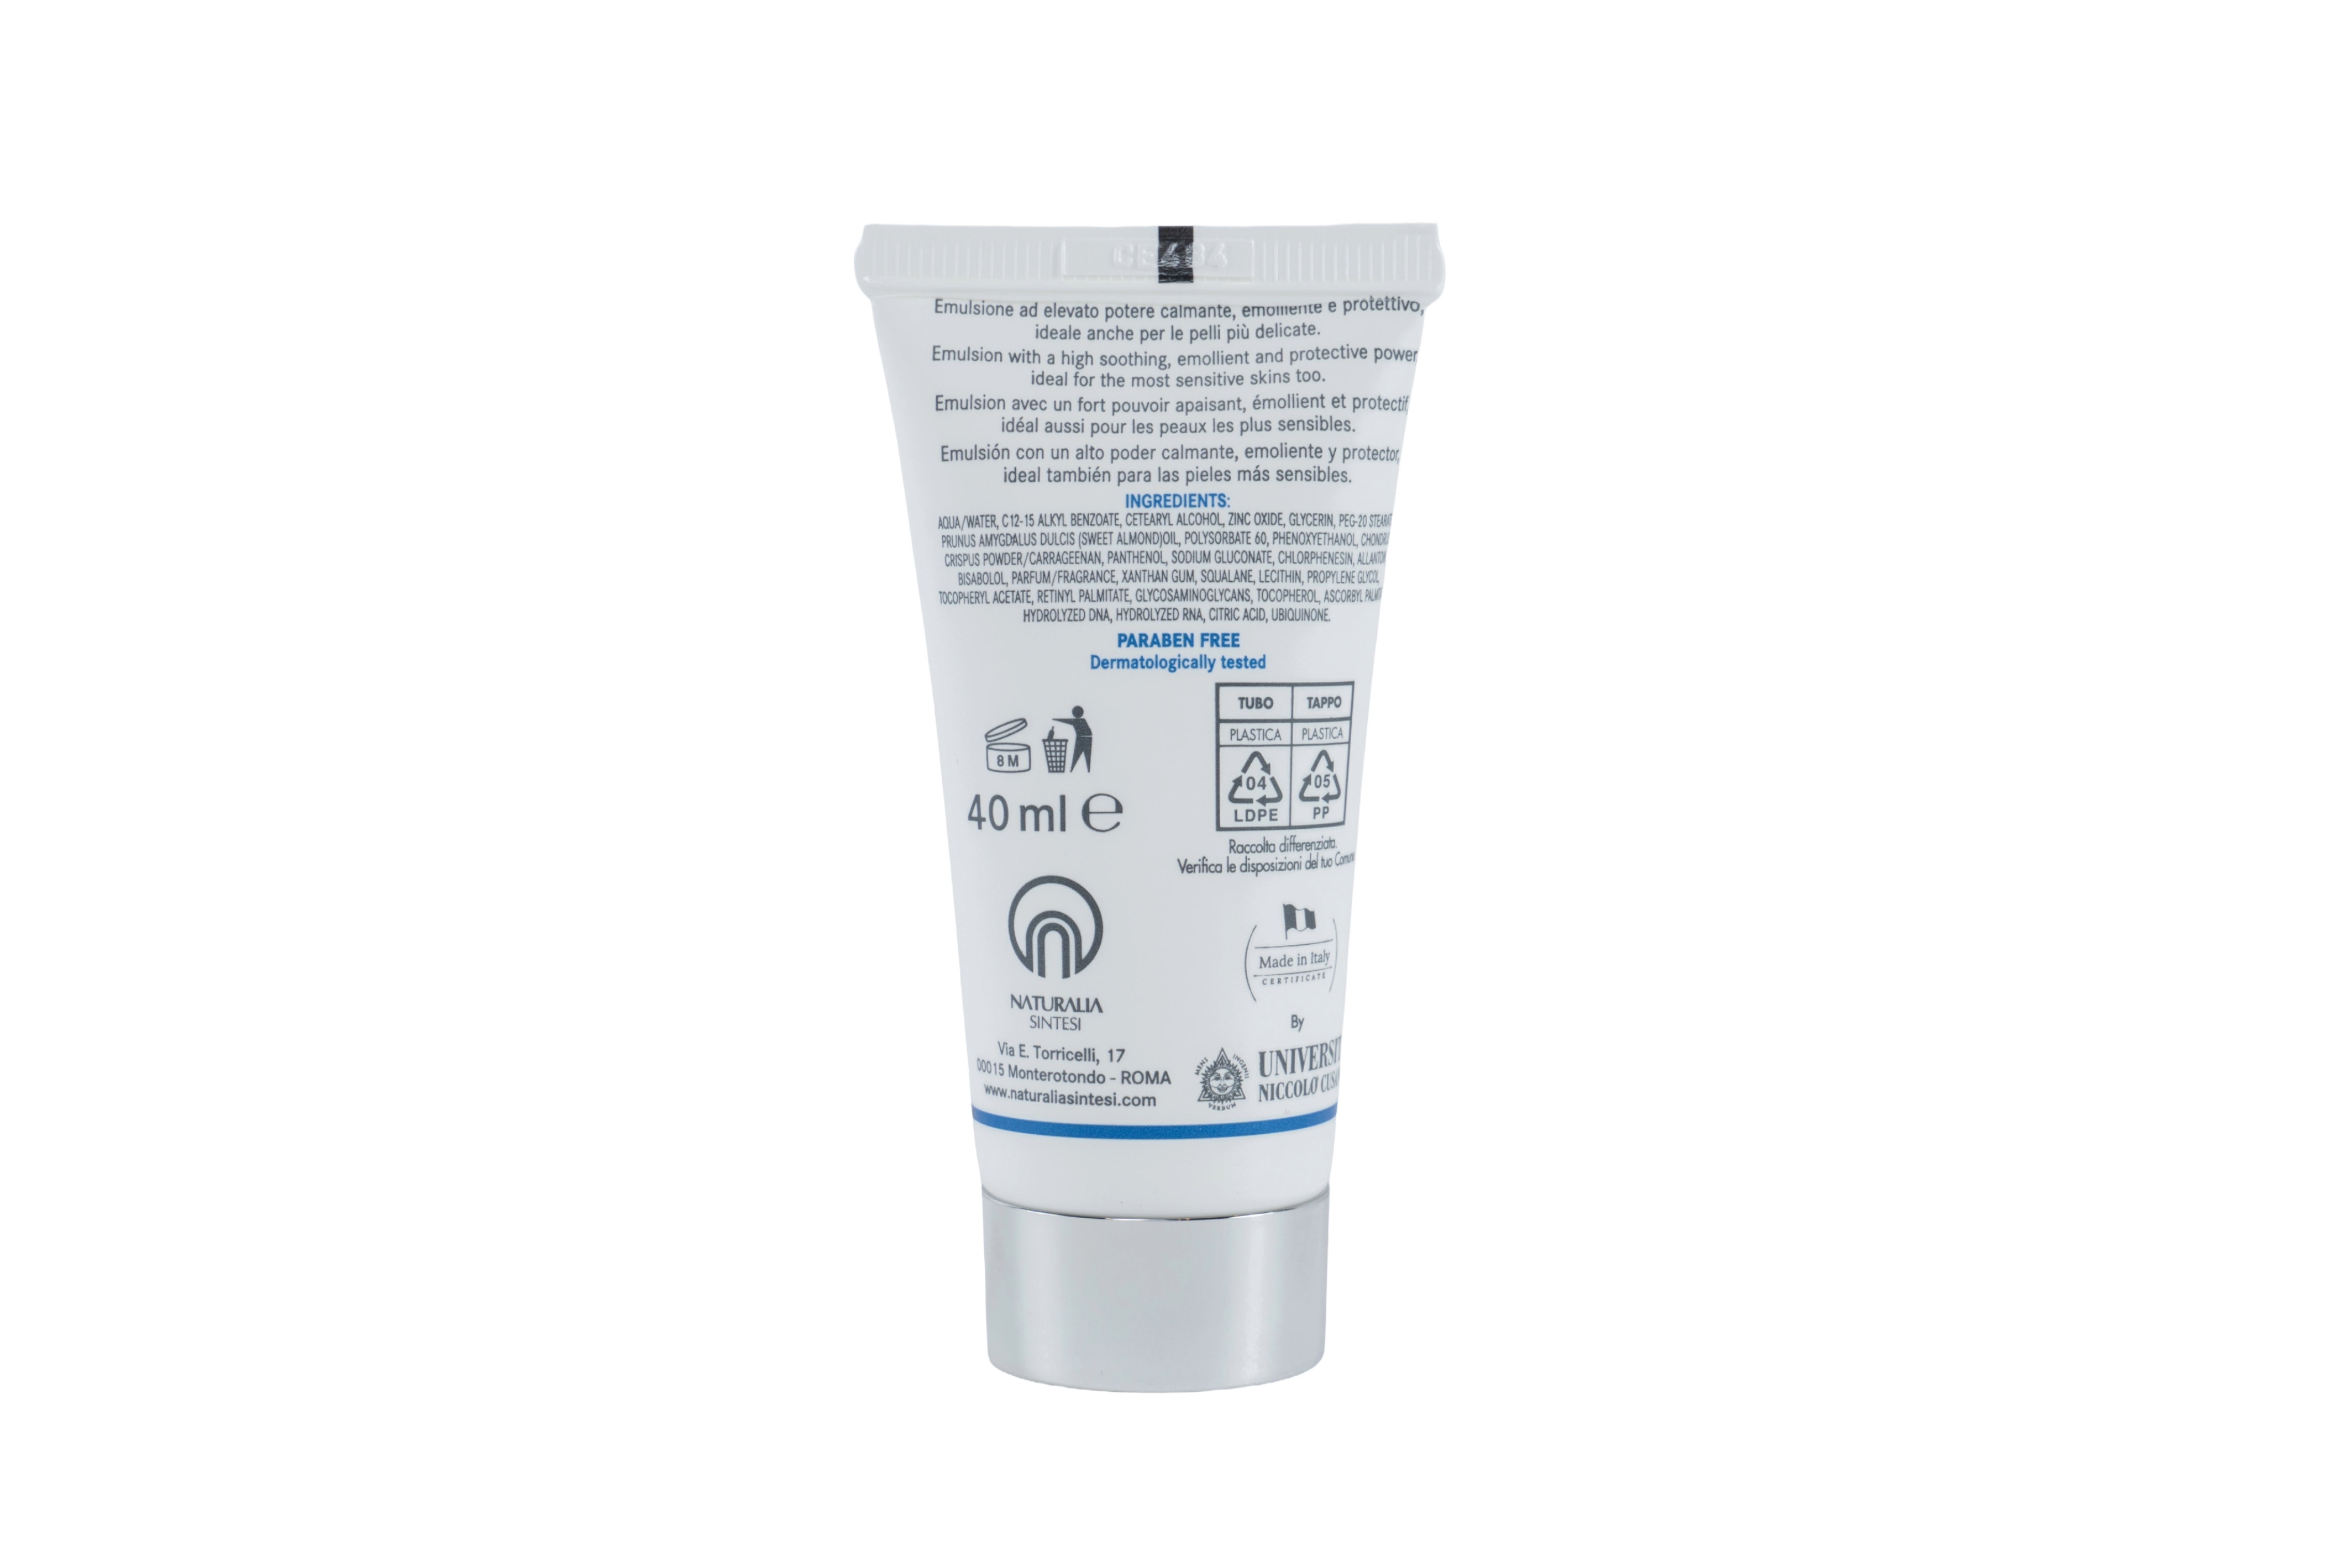 Emulsione ad elevato potere calmante, emolliente e protettivo,
ideale anche per le pelli più delicate.
Emulsion with a high soothing, emollient and protective power
ideal for the most sensitive skins too.
Emulsion avec un fort pouvoir apaisant, émollient et protectif
idéal aussi pour les peaux les plus sensibles.
Emulsión con un alto poder calmante, emoliente y protector,
ideal también para las pieles más sensibles.
INGREDIENTS:
AQUA/WATER, C12-15 ALKYL BENZOATE, CETEARYL ALCOHOL, ZINC OXIDE, GLYCERIN, PEG-20
PRUNUS AMYGDALUS DULCIS (SWEET ALMOND)OIL, POLYSORBATE 60, PHENOXYETHANOL,
CRISPUS POWDER/CARRAGEENAN, PANTHENOL, SODIUM GLUCONATE, CHLORPHENESIN,
BISABOLOL, PARFUM/FRAGRANCE, XANTHAN GUM, SQUALANE, LECITHIN, PROPYLENE GLYCOL,
TOCOPHERYL ACETATE, RETINYL PALMITATE, GLYCOSAMINOGLYCANS, TOCOPHEROL, ASCORBYL
HYDROLYZED DNA, HYDROLYZED RNA, CITRIC ACID, UBIQUINONE.
PARABEN FREE
Dermatologically tested
TUBO TAPPO
PLASTICA PLASTICA
04 05
LDPE PP
8 M
40 ml e
Raccolta differenziata.
Verifica le disposizioni del tuo
NATURALIA
SINTESI
Via E. Torricelli, 17
00015 Monterotondo - ROMA
www.naturaliasintesi.com
Made in Italy
CERTIFICATE
By
NICCOLÒ